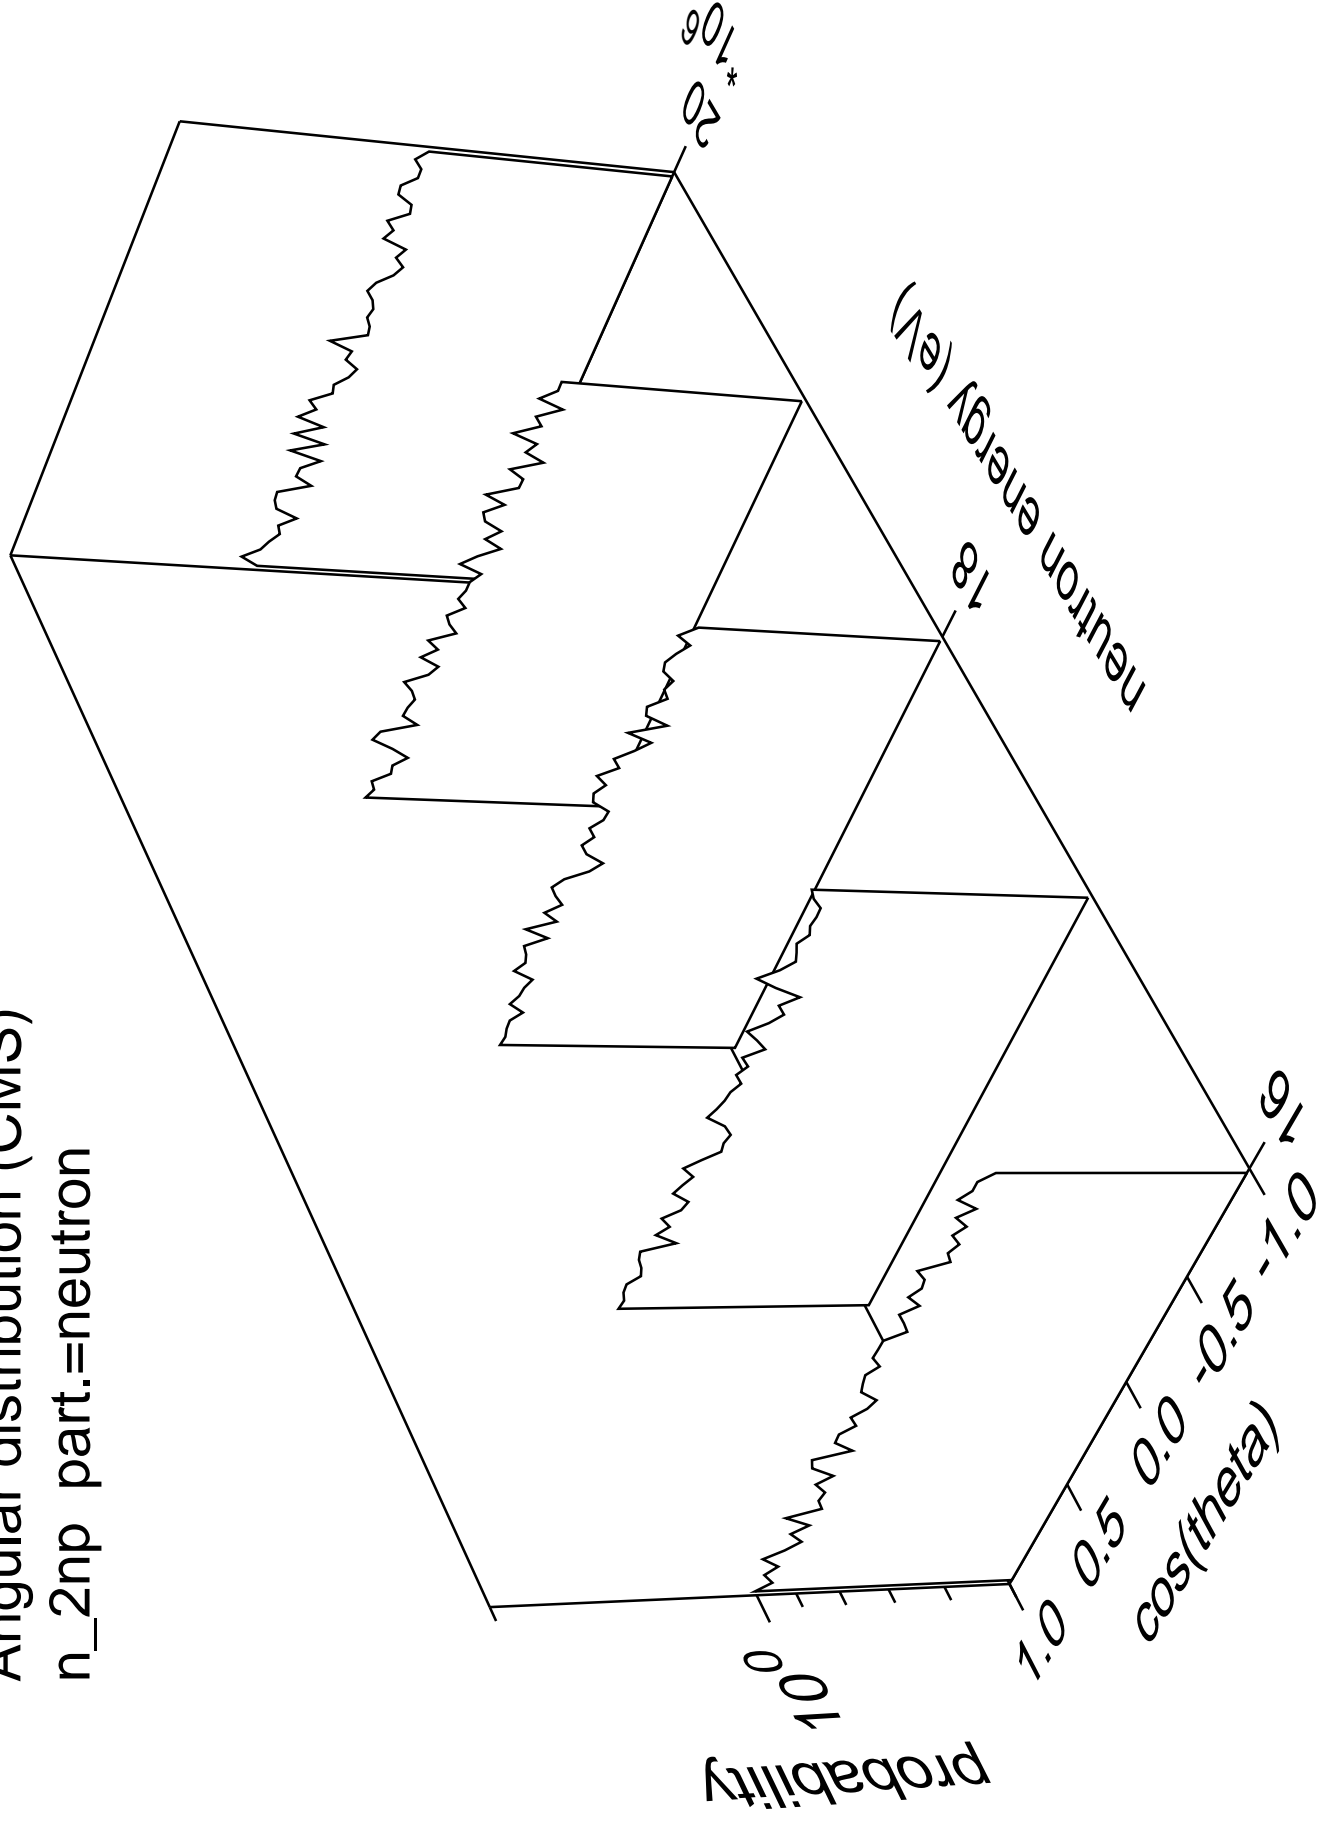 Angular distribution (CMS)
n_2np part.=neutron
probability
10^0
cos(theta)
1.0
0.5
0.0
-0.5
-1.0
neutron energy (eV)
16
18
20
*10^6